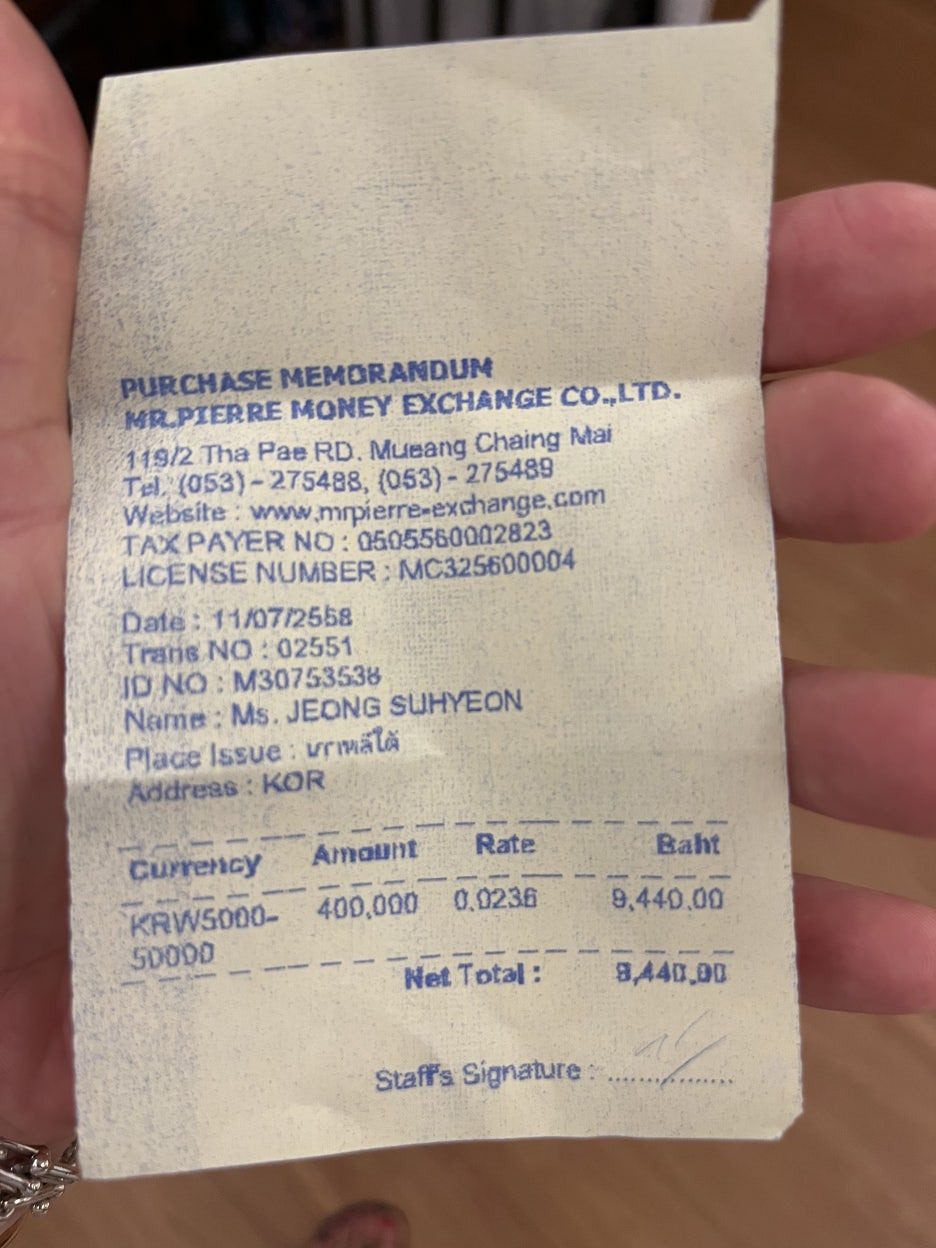 PURCHASE MEMORANDUM
MR.PIERRE MONEY EXCHANGE CO.,LTD.
119/2 Tha Pae RD. Mueang Chaing Mai
Tel. (053) - 275488, (053) - 275489
Website : www.mrpierre-exchange.com
TAX PAYER NO : 0505560002823
LICENSE NUMBER : MC325600004
Date : 11/07/2568
Trans NO : 02551
ID NO : M30753538
Name : Ms. JEONG SUHYEON
Place Issue : เกาหลีใต้
Address : KOR
Currency Amount Rate Baht
KRW5000- 400,000 0.0236 9,440.00
50000
Net Total : 9,440.00
Staff's Signature : ....................